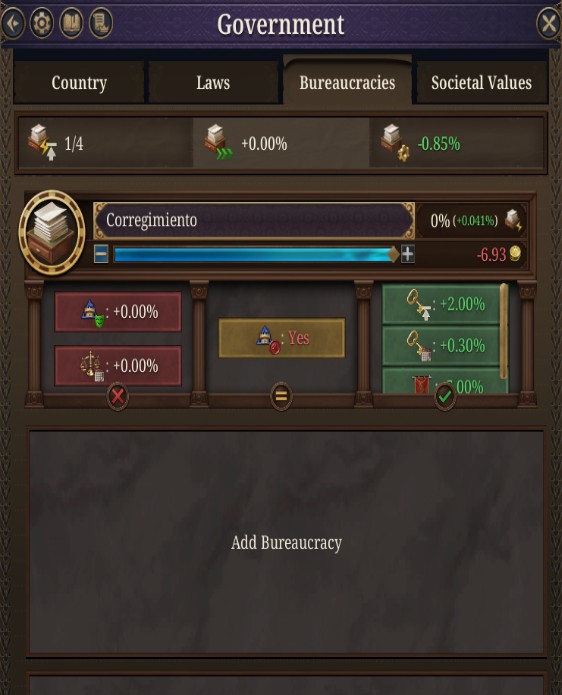 Government
Country
Laws
Bureaucracies
Societal Values
1/4
+0.00%
-0.85%
Corregimiento
0% (+0.041%)
-6.93
: +0.00%
: +0.00%
: Yes
: +2.00%
: +0.30%
.00%
Add Bureaucracy